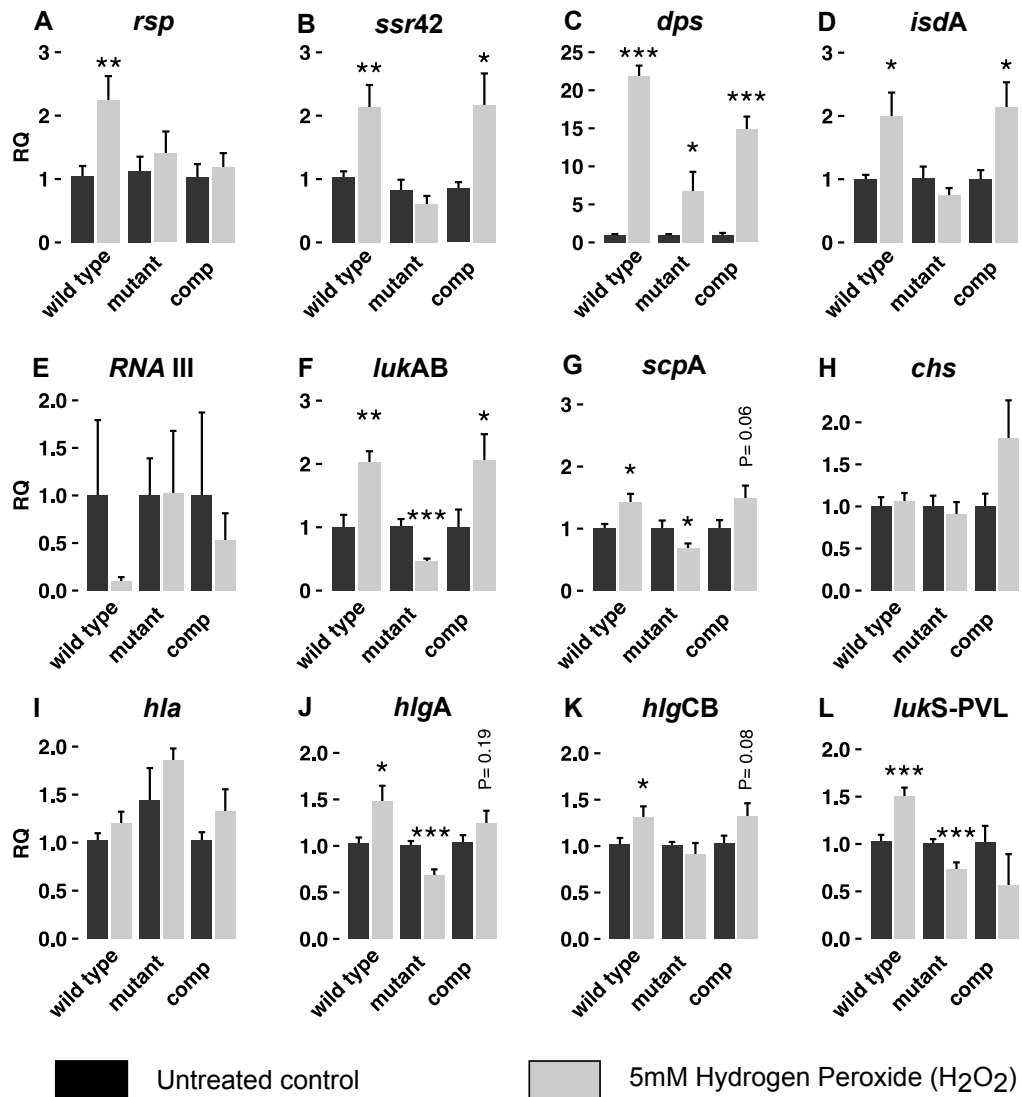 A rsp
B ssr42
C dps
D isdA
RQ
3
2
1
0
**
wild type
mutant
comp
3
2
1
0
**
*
wild type
mutant
comp
25
20
15
10
5
0
***
*
***
wild type
mutant
comp
3
2
1
0
*
*
wild type
mutant
comp
E RNA III
F lukAB
G scpA
H chs
RQ
2.0
1.5
1.0
0.5
0.0
wild type
mutant
comp
3
2
1
0
**
***
*
wild type
mutant
comp
3
2
1
0
*
*
P= 0.06
wild type
mutant
comp
2.0
1.5
1.0
0.5
0.0
wild type
mutant
comp
I hla
J hlgA
K hlgCB
L lukS-PVL
RQ
2.0
1.5
1.0
0.5
0.0
wild type
mutant
comp
2.0
1.5
1.0
0.5
0.0
*
***
P= 0.19
wild type
mutant
comp
2.0
1.5
1.0
0.5
0.0
*
P= 0.08
wild type
mutant
comp
2.0
1.5
1.0
0.5
0.0
***
***
wild type
mutant
comp
Untreated control
5mM Hydrogen Peroxide (H₂O₂)